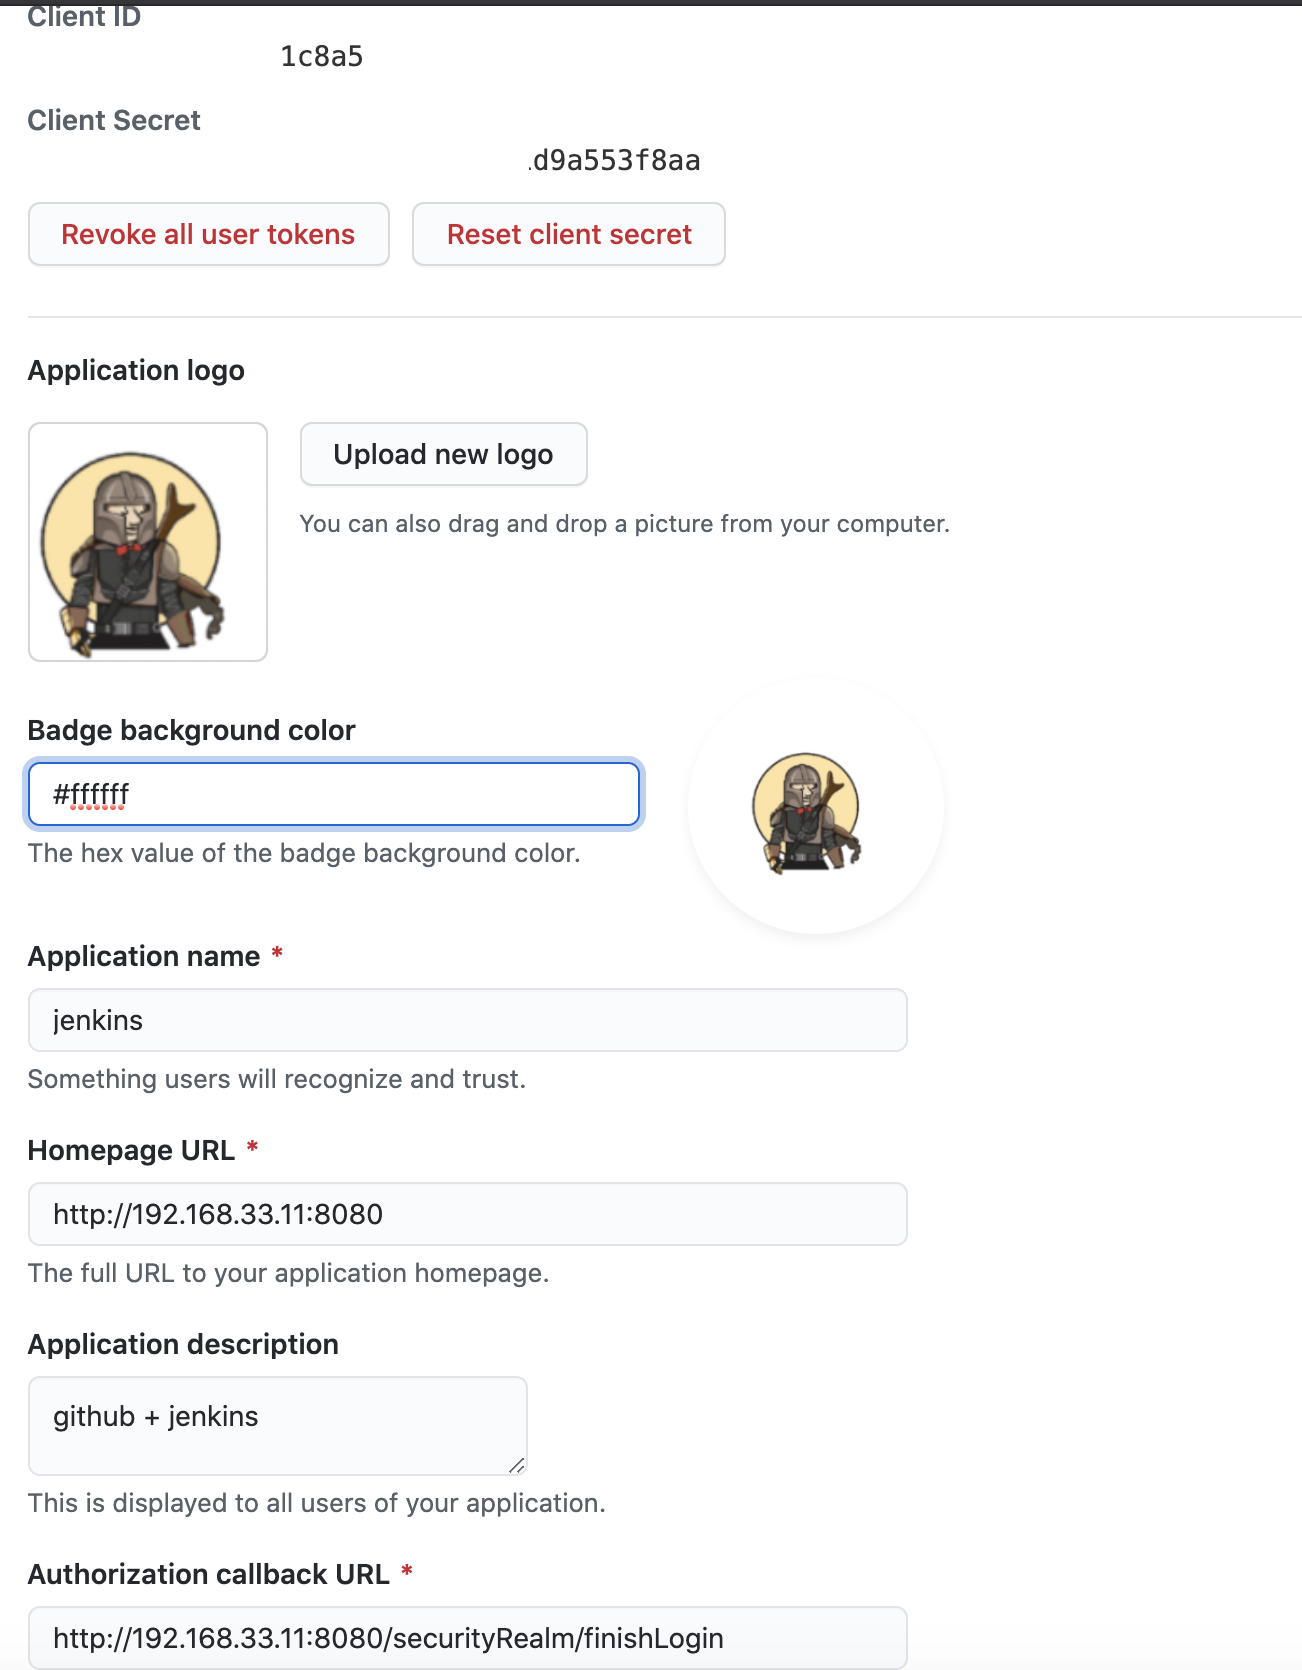 Client ID
1c8a5
Client Secret
.d9a553f8aa
Revoke all user tokens
Reset client secret
Application logo
Upload new logo
You can also drag and drop a picture from your computer.
Badge background color
#ffffff
The hex value of the badge background color.
Application name *
jenkins
Something users will recognize and trust.
Homepage URL *
http://192.168.33.11:8080
The full URL to your application homepage.
Application description
github + jenkins
This is displayed to all users of your application.
Authorization callback URL *
http://192.168.33.11:8080/securityRealm/finishLogin